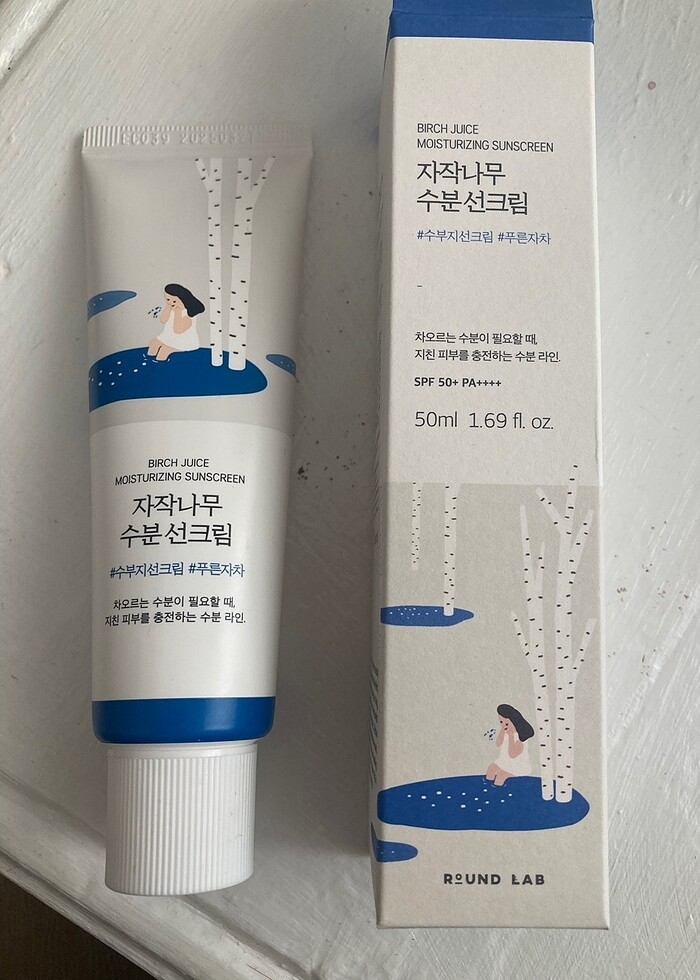 BIRCH JUICE
MOISTURIZING SUNSCREEN
자작나무
수분 선크림
#수부지선크림 #푸른자차
차오르는 수분이 필요할 때,
지친 피부를 충전하는 수분 라인.
BIRCH JUICE
MOISTURIZING SUNSCREEN
자작나무
수분 선크림
#수부지선크림 #푸른자차
-
차오르는 수분이 필요할 때,
지친 피부를 충전하는 수분 라인.
SPF 50+ PA++++
50ml 1.69 fl. oz.
ROUND LAB